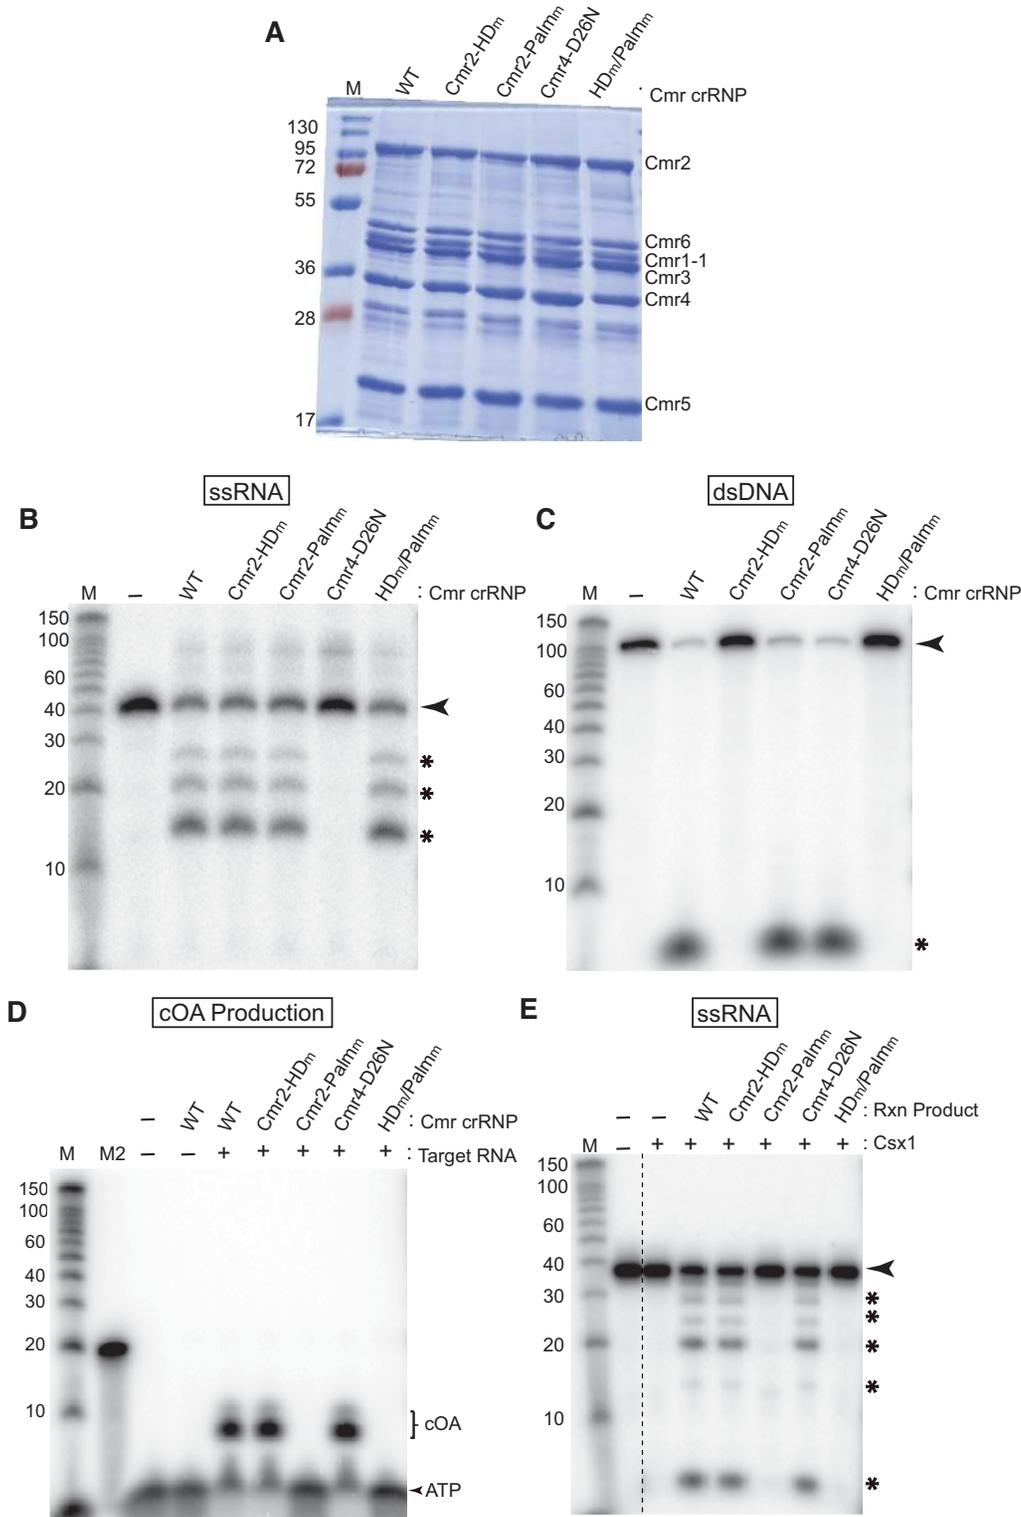 A
M WT Cmr2-HDm Cmr2-Palmm Cmr4-D26N HDm/Palmm : Cmr crRNP
130
95
72
55
36
28
17
Cmr2
Cmr6
Cmr1-1
Cmr3
Cmr4
Cmr5
B
ssRNA
M – WT Cmr2-HDm Cmr2-Palmm Cmr4-D26N HDm/Palmm : Cmr crRNP
150
100
60
40
30
20
10
*
*
*
C
dsDNA
M – WT Cmr2-HDm Cmr2-Palmm Cmr4-D26N HDm/Palmm : Cmr crRNP
150
100
60
40
30
20
10
*
D
cOA Production
– WT WT Cmr2-HDm Cmr2-Palmm Cmr4-D26N HDm/Palmm : Cmr crRNP
M M2 – – + + + + + : Target RNA
150
100
60
40
30
20
10
cOA
ATP
E
ssRNA
– – WT Cmr2-HDm Cmr2-Palmm Cmr4-D26N HDm/Palmm : Rxn Product
M – + + + + + + : Csx1
150
100
60
40
30
20
10
*
*
*
*
*